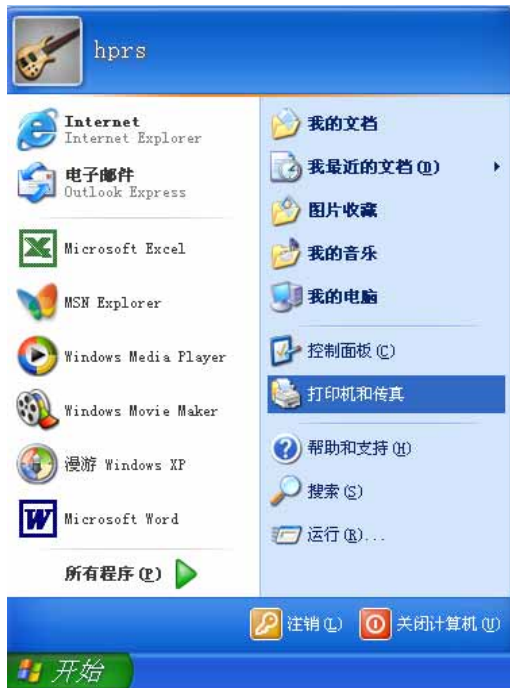 hprs
Internet
Internet Explorer
电子邮件
Outlook Express
Microsoft Excel
MSN Explorer
Windows Media Player
Windows Movie Maker
漫游 Windows XP
Microsoft Word
所有程序(P)
我的文档
我最近的文档(D)
图片收藏
我的音乐
我的电脑
控制面板(C)
打印机和传真
帮助和支持(H)
搜索(S)
运行(R)...
注销(L)
关闭计算机(U)
开始